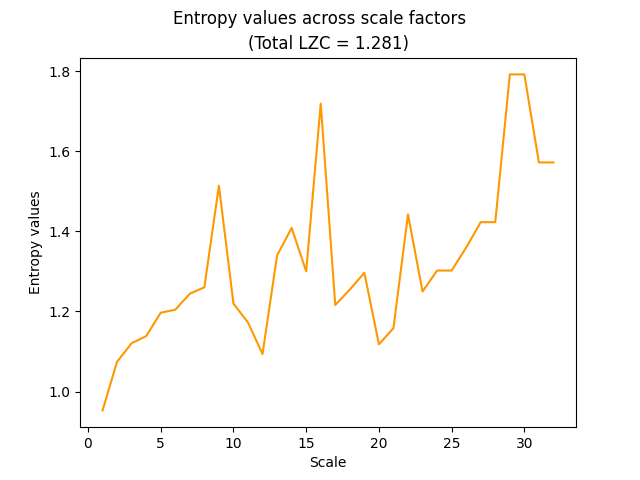 Entropy values across scale factors
(Total LZC = 1.281)
1.8
1.6
1.4
1.2
1.0
Entropy values
0 5 10 15 20 25 30
Scale